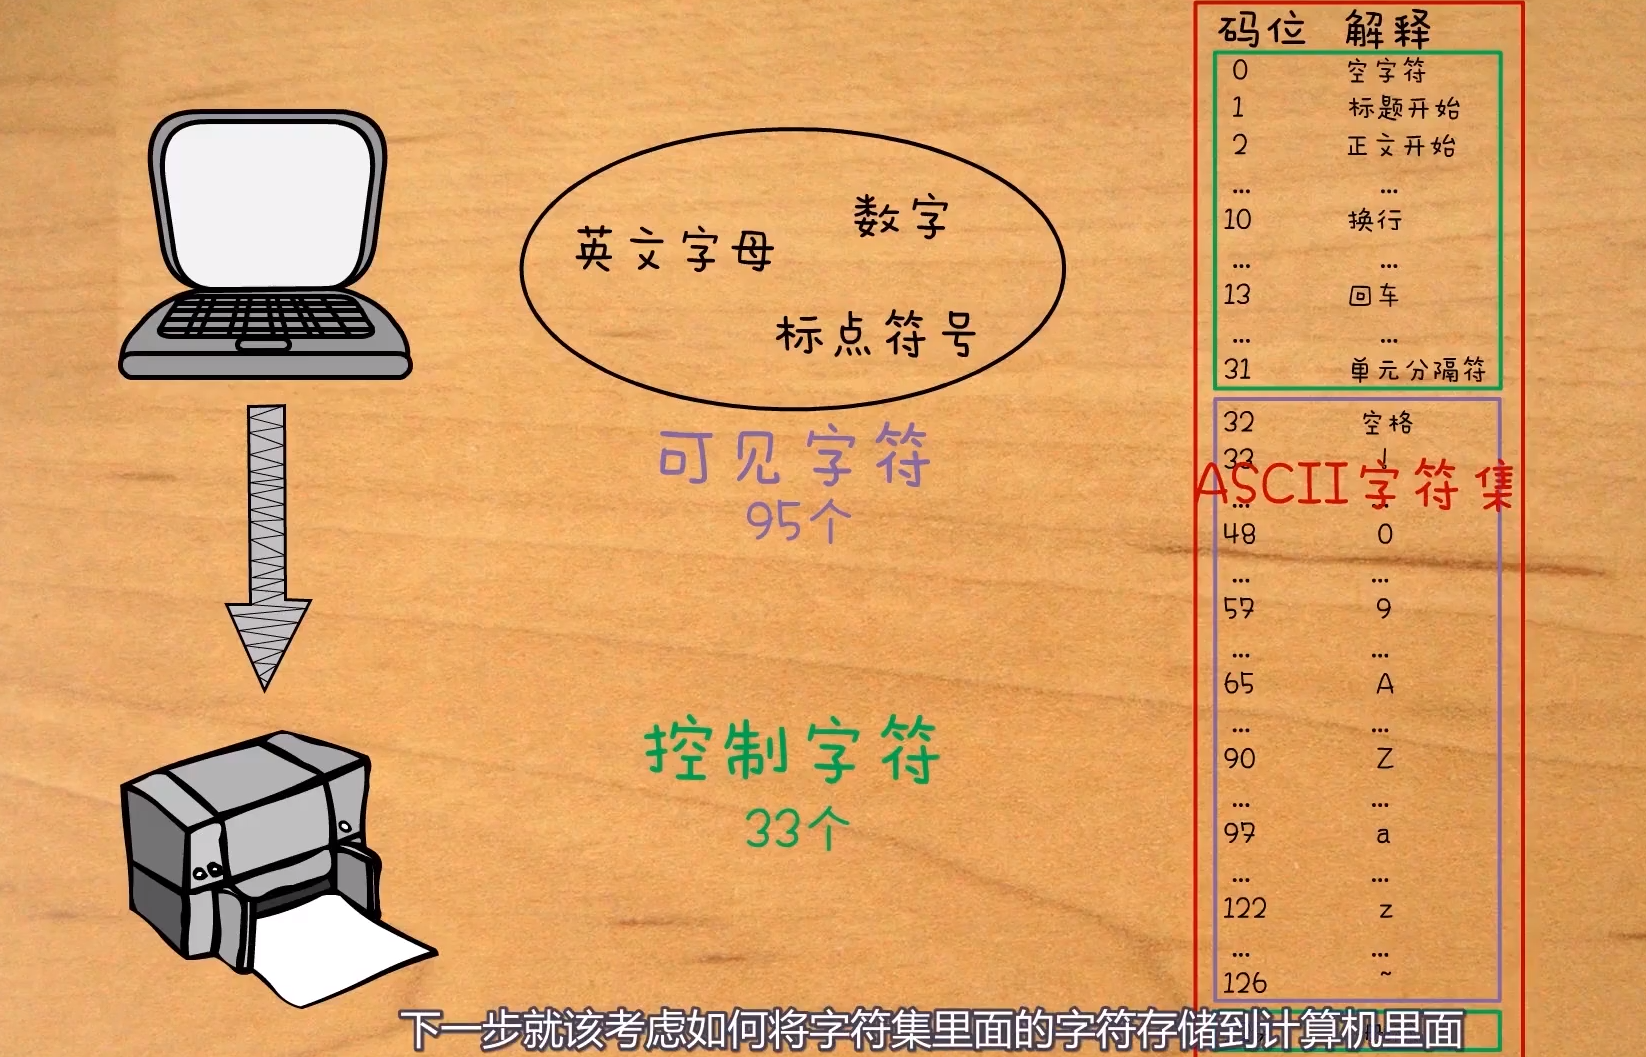 码位 解释
0 空字符
1 标题开始
2 正文开始
... ...
10 换行
... ...
13 回车
... ...
31 单元分隔符
32 空格
33 !
ASCII字符集
... ...
48 0
... ...
57 9
... ...
65 A
... ...
90 Z
... ...
97 a
... ...
122 z
... ...
126 ~
数字
英文字母
标点符号
可见字符
95个
控制字符
33个
下一步就该考虑如何将字符集里面的字符存储到计算机里面